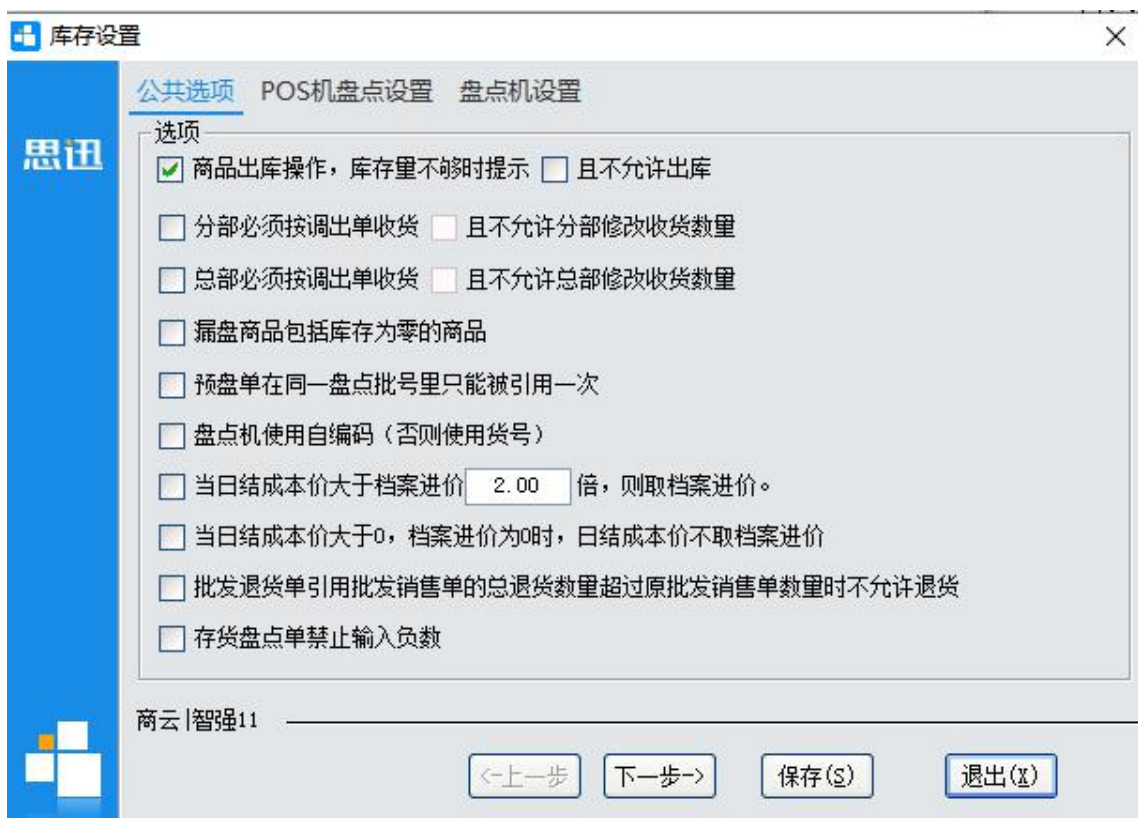 库存设置
公共选项 POS机盘点设置 盘点机设置
思迅
选项
商品出库操作，库存量不够时提示 且不允许出库
分部必须按调出单收货 且不允许分部修改收货数量
总部必须按调出单收货 且不允许总部修改收货数量
漏盘商品包括库存为零的商品
预盘单在同一盘点批号里只能被引用一次
盘点机使用自编码（否则使用货号）
当日结成本价大于档案进价 2.00 倍，则取档案进价。
当日结成本价大于0，档案进价为0时，日结成本价不取档案进价
批发退货单引用批发销售单的总退货数量超过原批发销售单数量时不允许退货
存货盘点单禁止输入负数
商云|智强11
<-上一步 下一步-> 保存(S) 退出(X)